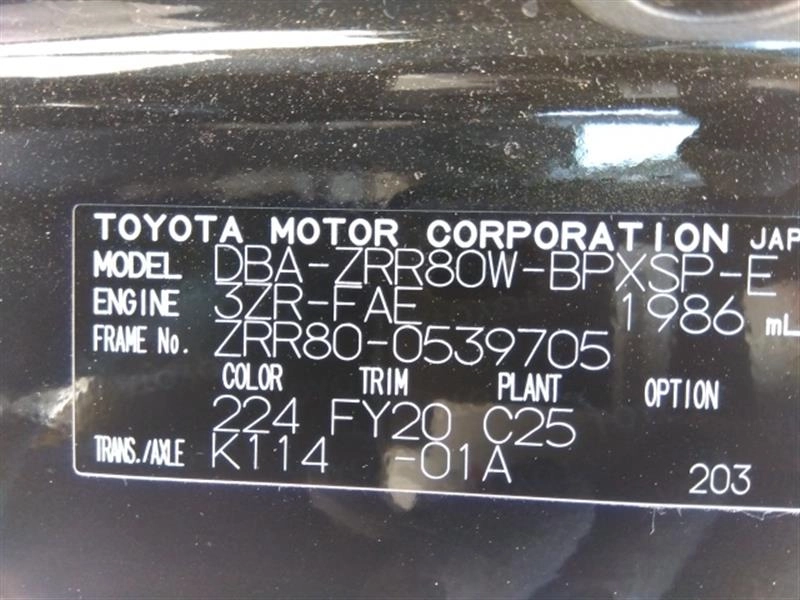 TOYOTA MOTOR CORPORATION JAP
MODEL DBA-ZRR80W-BPXSP-E
ENGINE 3ZR-FAE 1986 mL
FRAME No. ZRR80-0539705
COLOR TRIM PLANT OPTION
224 FY20 C25
TRANS./AXLE K114 -01A 203